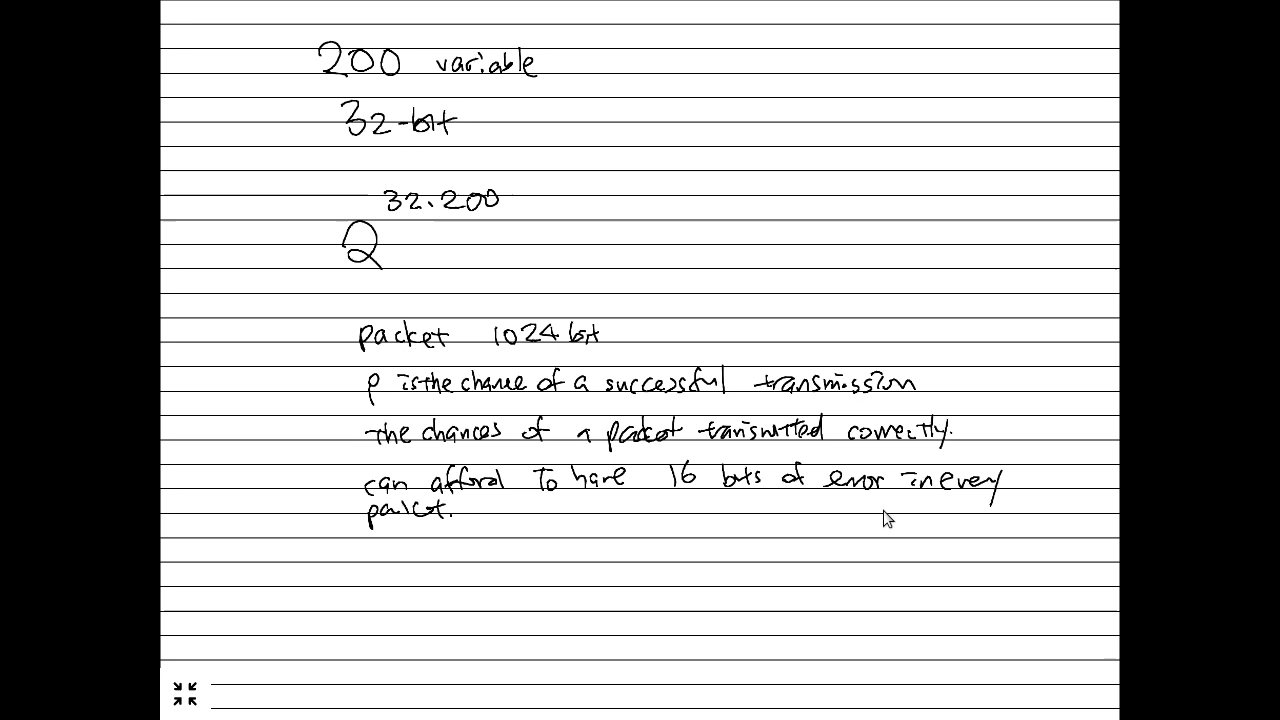 200 variable
32-bit
32.200
2
packet 1024 bit
p is the chance of a successful transmission
the chances of a packet transmitted correctly.
can afford to have 16 bits of error in every
packet.